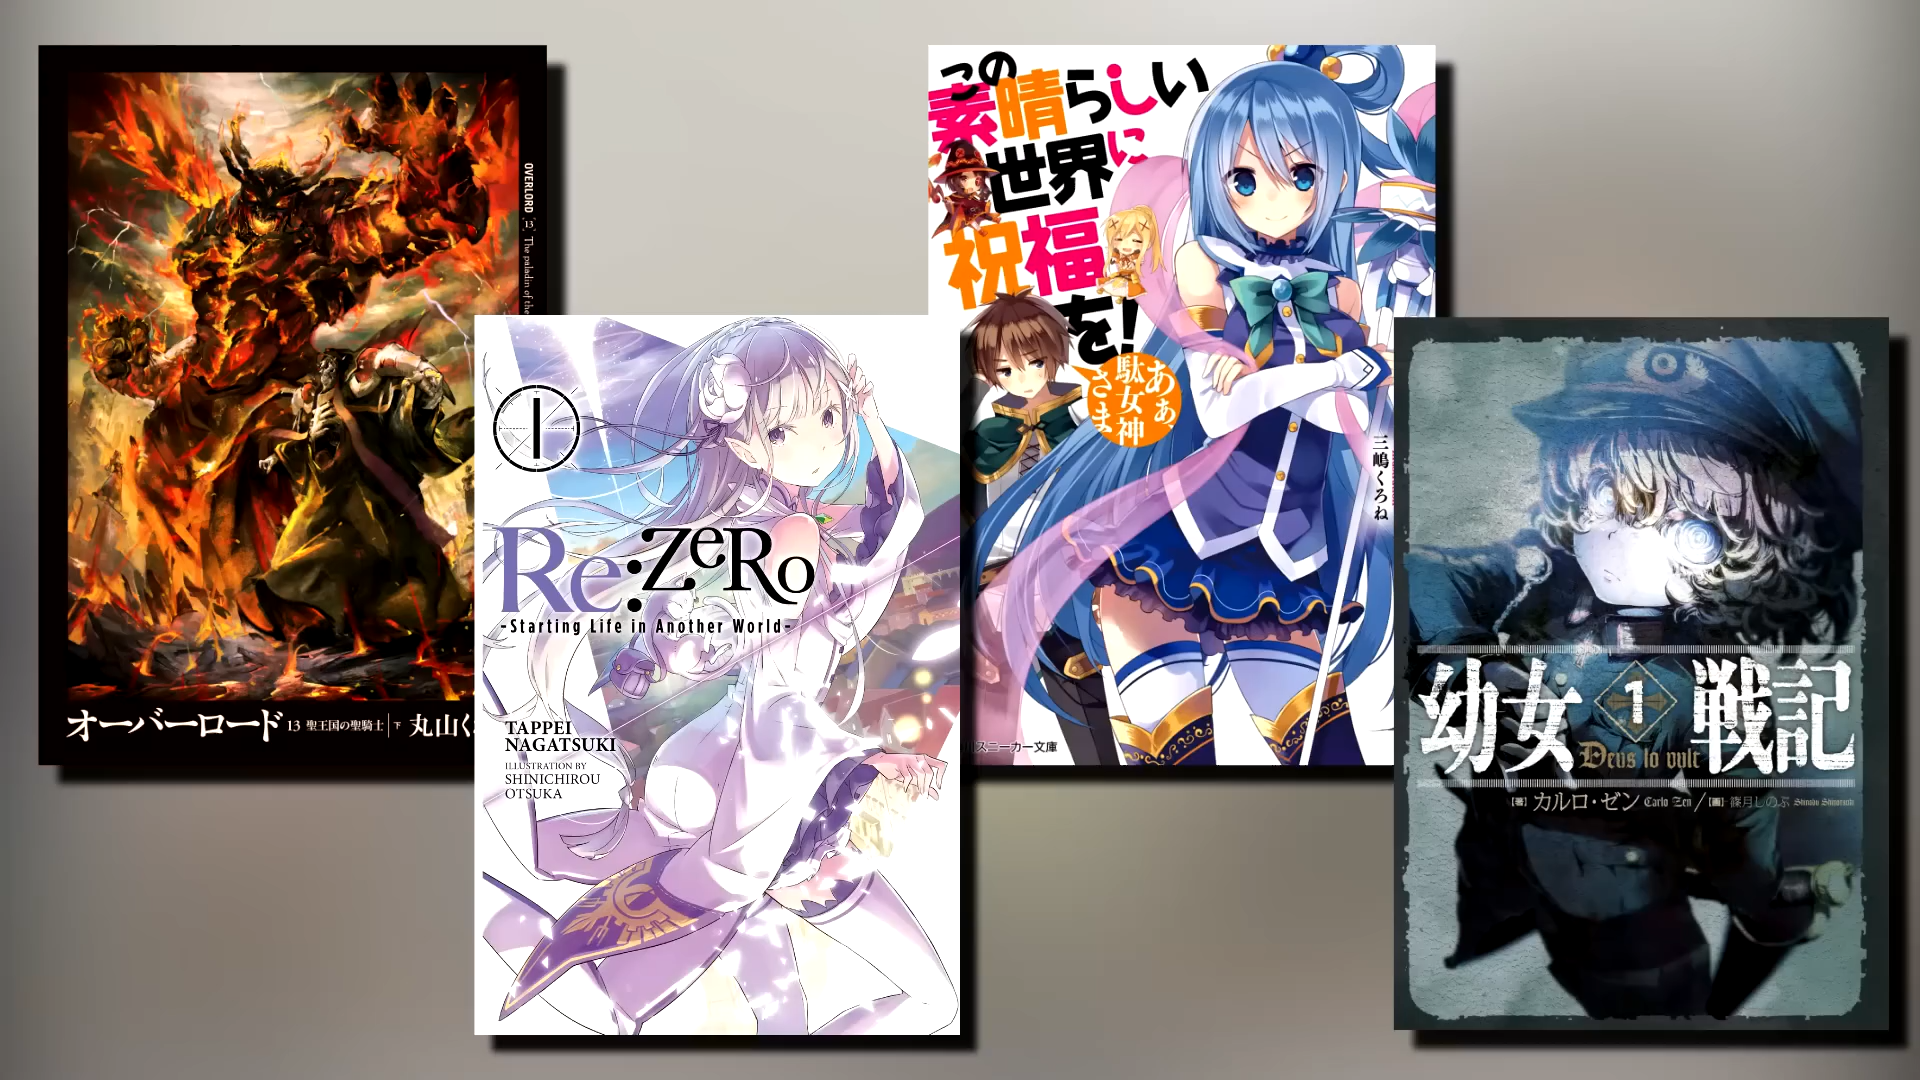 OVERLORD [13] The paladin of the
オーバーロード 13 聖王国の聖騎士 下 丸山く
1
Re:ZeRo
-Starting Life in Another World-
TAPPEI
NAGATSUKI
ILLUSTRATION BY
SHINICHIROU
OTSUKA
この
素晴らしい
世界に
祝福
を!
あぁ、
駄女神
さま
三嶋くろね
スニーカー文庫
幼女 1 戦記
Deus lo vult
【著】カルロ・ゼン Carlo Zen/【画】篠月しのぶ Shinobu Shinotsuki